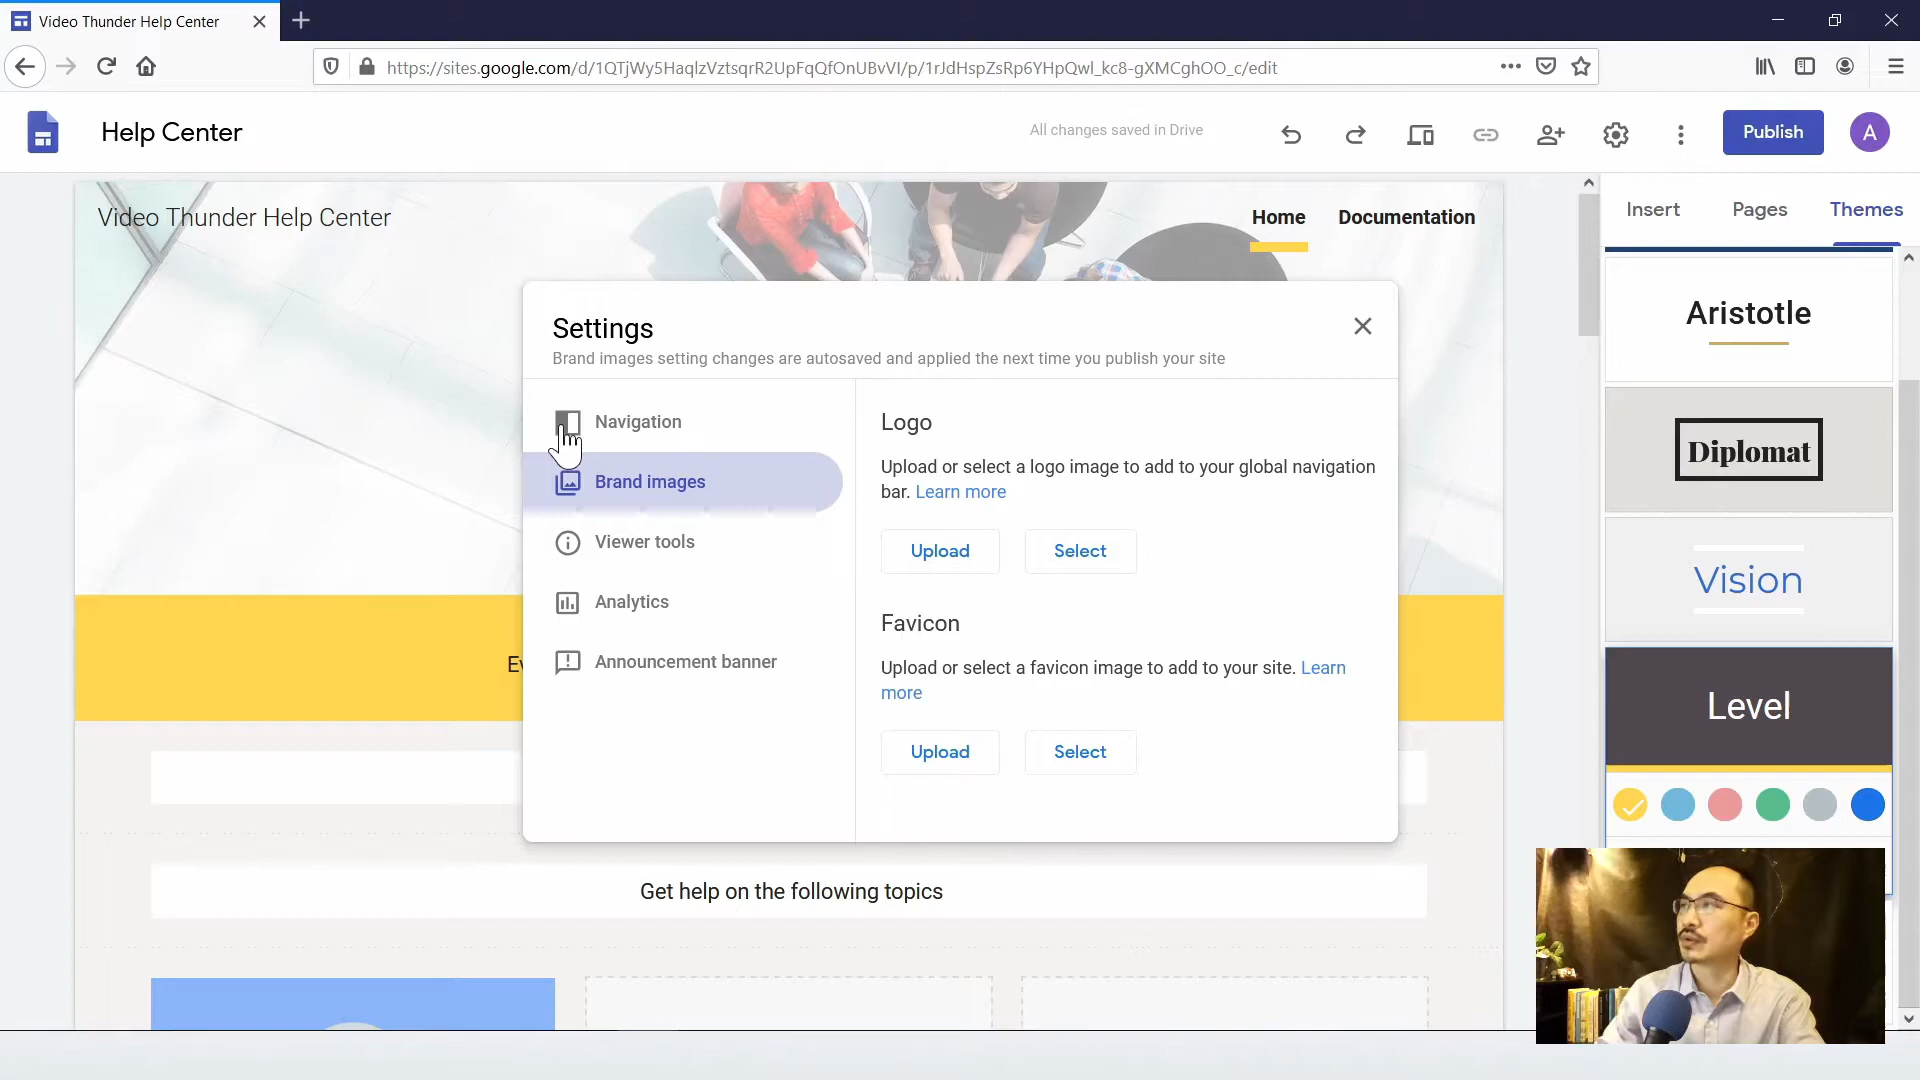 Video Thunder Help Center
https://sites.google.com/d/1QTjWy5HaqlzVztsqrR2UpFqQfOnUBvVI/p/1rJdHspZsRp6YHpQwl_kc8-gXMCghOO_c/edit
Help Center
All changes saved in Drive
Publish
A
Video Thunder Help Center
Home
Documentation
Insert
Pages
Themes
Settings
Brand images setting changes are autosaved and applied the next time you publish your site
Navigation
Brand images
Viewer tools
Analytics
Announcement banner
Logo
Upload or select a logo image to add to your global navigation
bar. Learn more
Upload
Select
Favicon
Upload or select a favicon image to add to your site. Learn
more
Upload
Select
Get help on the following topics
Aristotle
Diplomat
Vision
Level